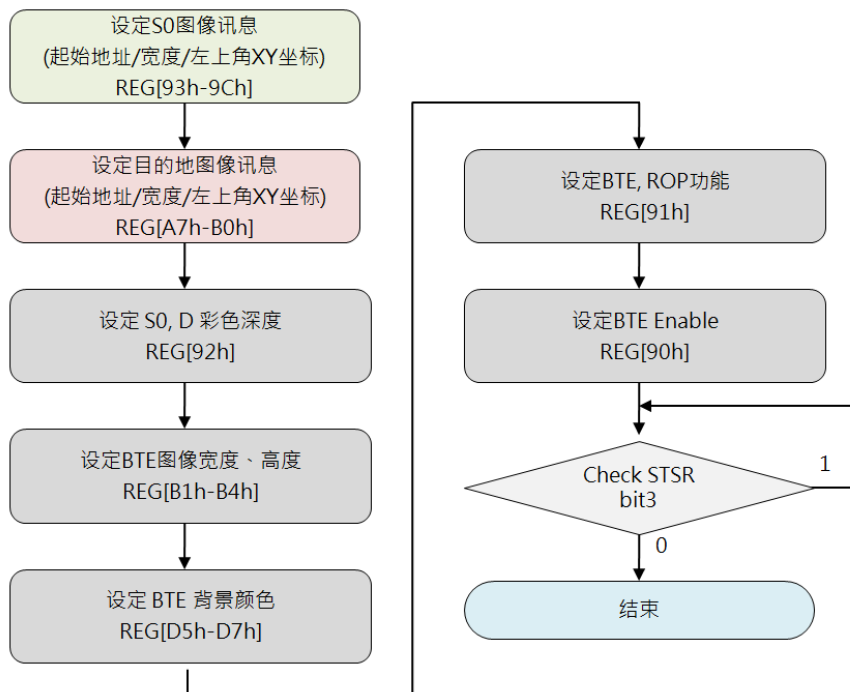 设定S0图像讯息
(起始地址/宽度/左上角XY坐标)
REG[93h-9Ch]
设定目的地图像讯息
(起始地址/宽度/左上角XY坐标)
REG[A7h-B0h]
设定 S0, D 彩色深度
REG[92h]
设定BTE图像宽度、高度
REG[B1h-B4h]
设定 BTE 背景颜色
REG[D5h-D7h]
设定BTE, ROP功能
REG[91h]
设定BTE Enable
REG[90h]
Check STSR
bit3
1
0
结束